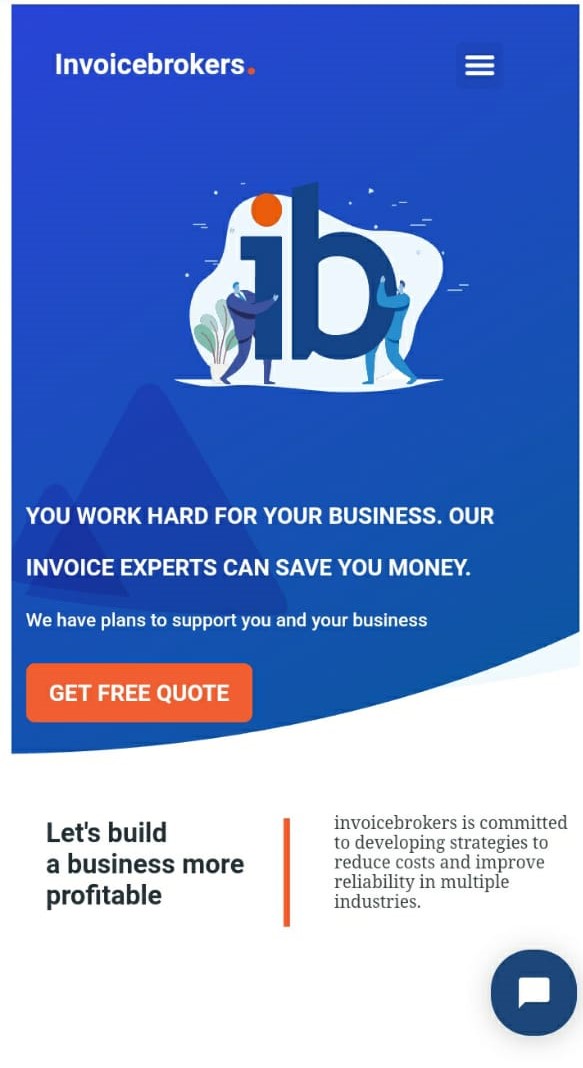 Invoicebrokers.
ib
YOU WORK HARD FOR YOUR BUSINESS. OUR
INVOICE EXPERTS CAN SAVE YOU MONEY.
We have plans to support you and your business
GET FREE QUOTE
Let's build
a business more
profitable
invoicebrokers is committed
to developing strategies to
reduce costs and improve
reliability in multiple
industries.